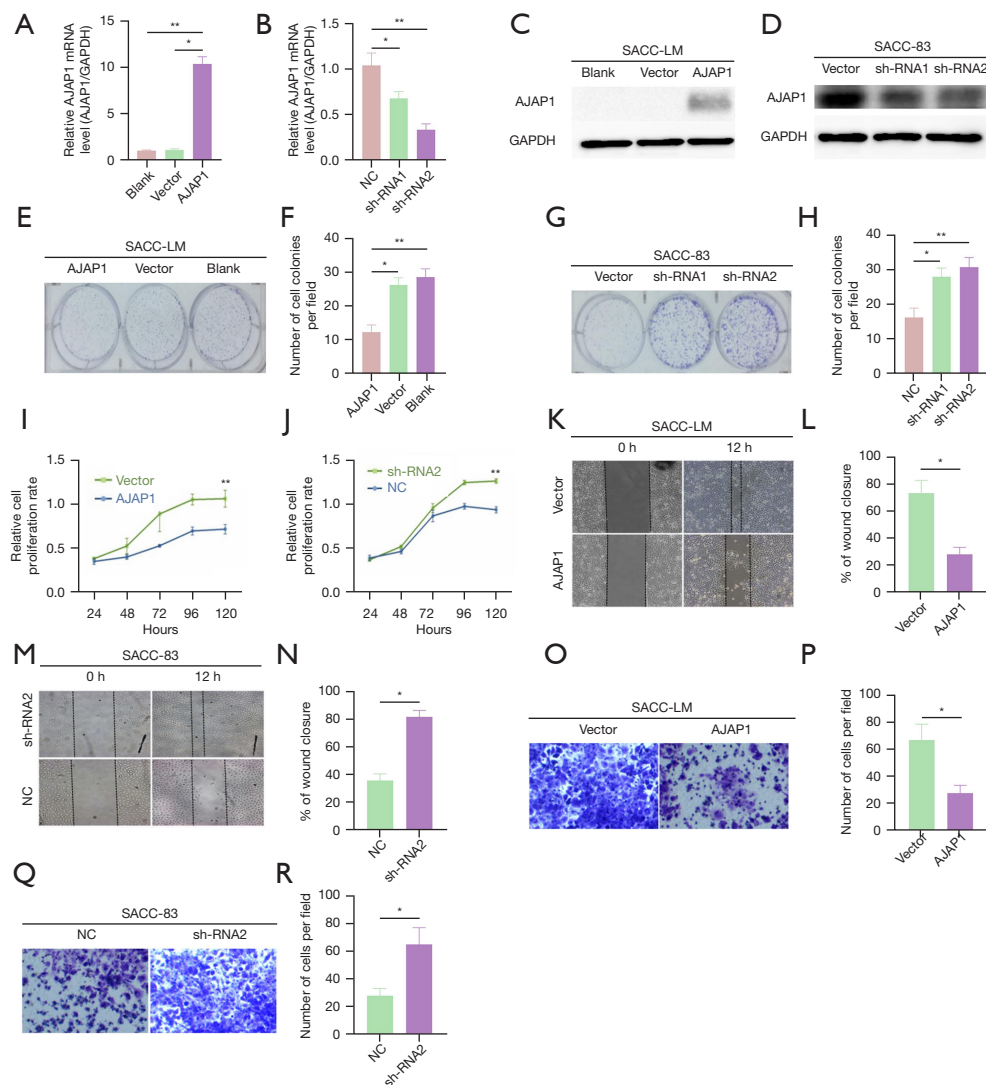 A
Relative AJAP1 mRNA
level (AJAP1/GAPDH)
15
10
5
0
**
*
Blank
Vector
AJAP1
B
Relative AJAP1 mRNA
level (AJAP1/GAPDH)
1.5
1.0
0.5
0.0
**
*
NC
sh-RNA1
sh-RNA2
C
SACC-LM
Blank Vector AJAP1
AJAP1
GAPDH
D
SACC-83
Vector sh-RNA1 sh-RNA2
AJAP1
GAPDH
E
SACC-LM
AJAP1 Vector Blank
F
Number of cell colonies
per field
40
30
20
10
0
**
*
AJAP1
Vector
Blank
G
SACC-83
Vector sh-RNA1 sh-RNA2
H
Number of cell colonies
per field
40
30
20
10
0
**
*
NC
sh-RNA1
sh-RNA2
I
Relative cell
proliferation rate
1.5
1.0
0.5
0.0
Vector
AJAP1
**
24 48 72 96 120
Hours
J
Relative cell
proliferation rate
1.5
1.0
0.5
0.0
sh-RNA2
NC
**
24 48 72 96 120
Hours
K
SACC-LM
0 h 12 h
Vector
AJAP1
L
% of wound closure
100
80
60
40
20
0
*
Vector
AJAP1
M
SACC-83
0 h 12 h
sh-RNA2
NC
N
% of wound closure
100
80
60
40
20
0
*
NC
sh-RNA2
O
SACC-LM
Vector AJAP1
P
Number of cells per field
100
80
60
40
20
0
*
Vector
AJAP1
Q
SACC-83
NC sh-RNA2
R
Number of cells per field
100
80
60
40
20
0
*
NC
sh-RNA2